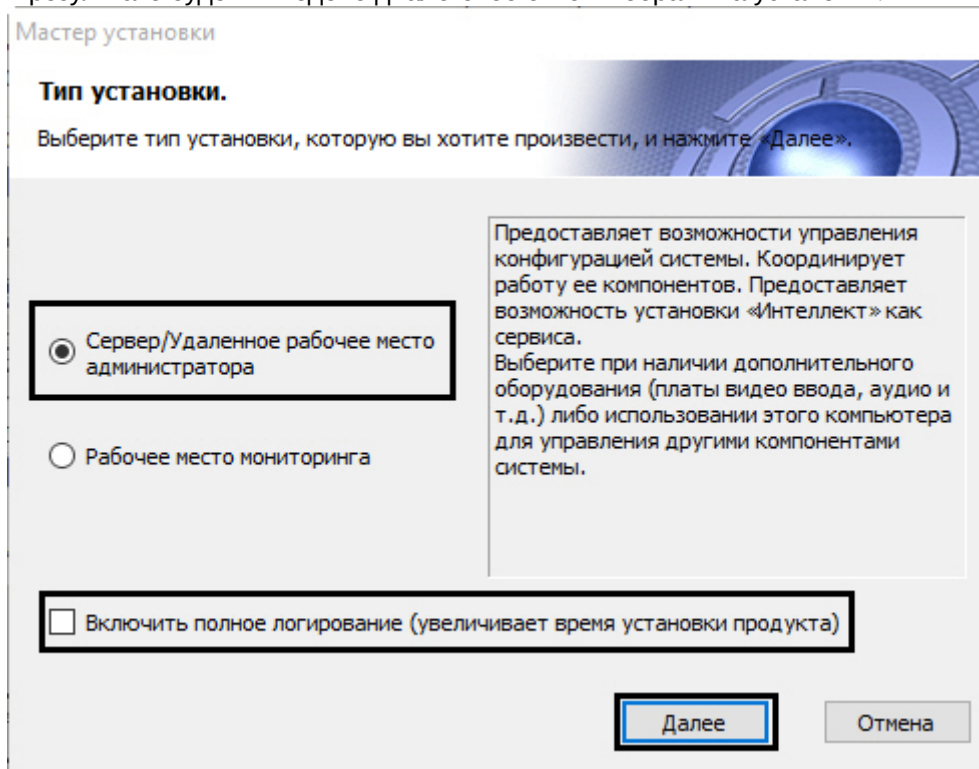 Мастер установки
Тип установки.
Выберите тип установки, которую вы хотите произвести, и нажмите «Далее».
Сервер/Удаленное рабочее место
администратора
Рабочее место мониторинга
Предоставляет возможности управления
конфигурацией системы. Координирует
работу ее компонентов. Предоставляет
возможность установки «Интеллект» как
сервиса.
Выберите при наличии дополнительного
оборудования (платы видео ввода, аудио и
т.д.) либо использовании этого компьютера
для управления другими компонентами
системы.
Включить полное логирование (увеличивает время установки продукта)
Далее
Отмена